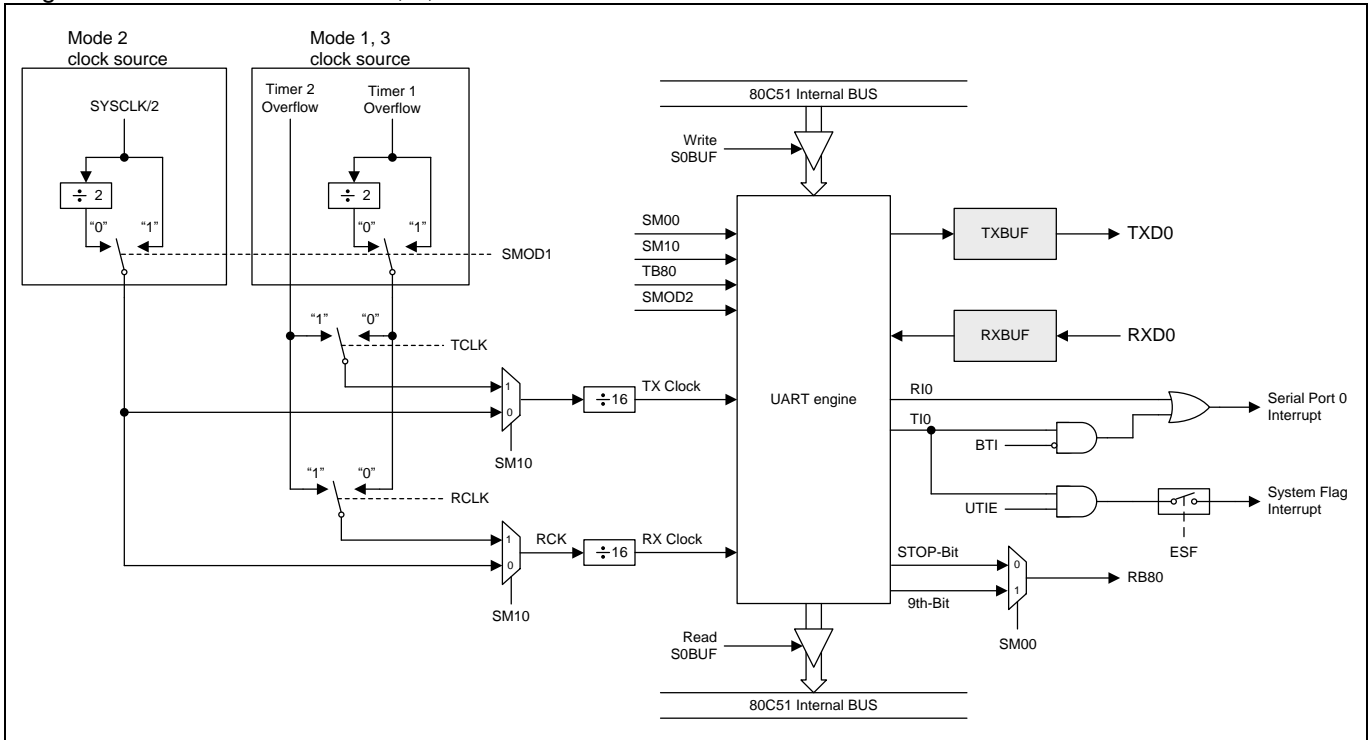 Mode 2
clock source
Mode 1, 3
clock source
SYSCLK/2
Timer 2
Overflow
Timer 1
Overflow
÷ 2
÷ 2
“0”
“1”
“0”
“1”
SMOD1
“1”
“0”
TCLK
1
0
SM10
÷16
TX Clock
“1”
“0”
RCLK
1
0
SM10
RCK
÷16
RX Clock
80C51 Internal BUS
Write
S0BUF
SM00
SM10
TB80
SMOD2
UART engine
TXBUF
TXD0
RXBUF
RXD0
RI0
TI0
BTI
Serial Port 0
Interrupt
UTIE
ESF
System Flag
Interrupt
STOP-Bit
9th-Bit
0
1
SM00
RB80
Read
S0BUF
80C51 Internal BUS